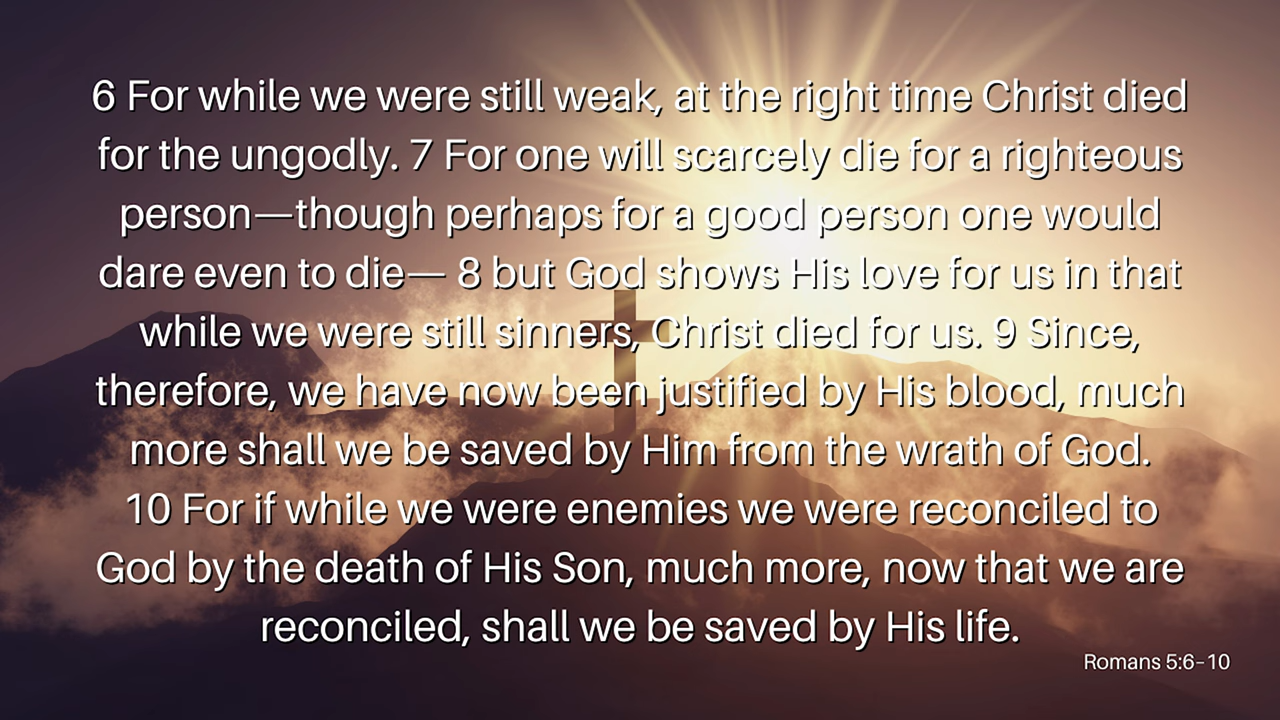 6 For while we were still weak, at the right time Christ died
for the ungodly. 7 For one will scarcely die for a righteous
person—though perhaps for a good person one would
dare even to die— 8 but God shows His love for us in that
while we were still sinners, Christ died for us. 9 Since,
therefore, we have now been justified by His blood, much
more shall we be saved by Him from the wrath of God.
10 For if while we were enemies we were reconciled to
God by the death of His Son, much more, now that we are
reconciled, shall we be saved by His life.
Romans 5:6–10